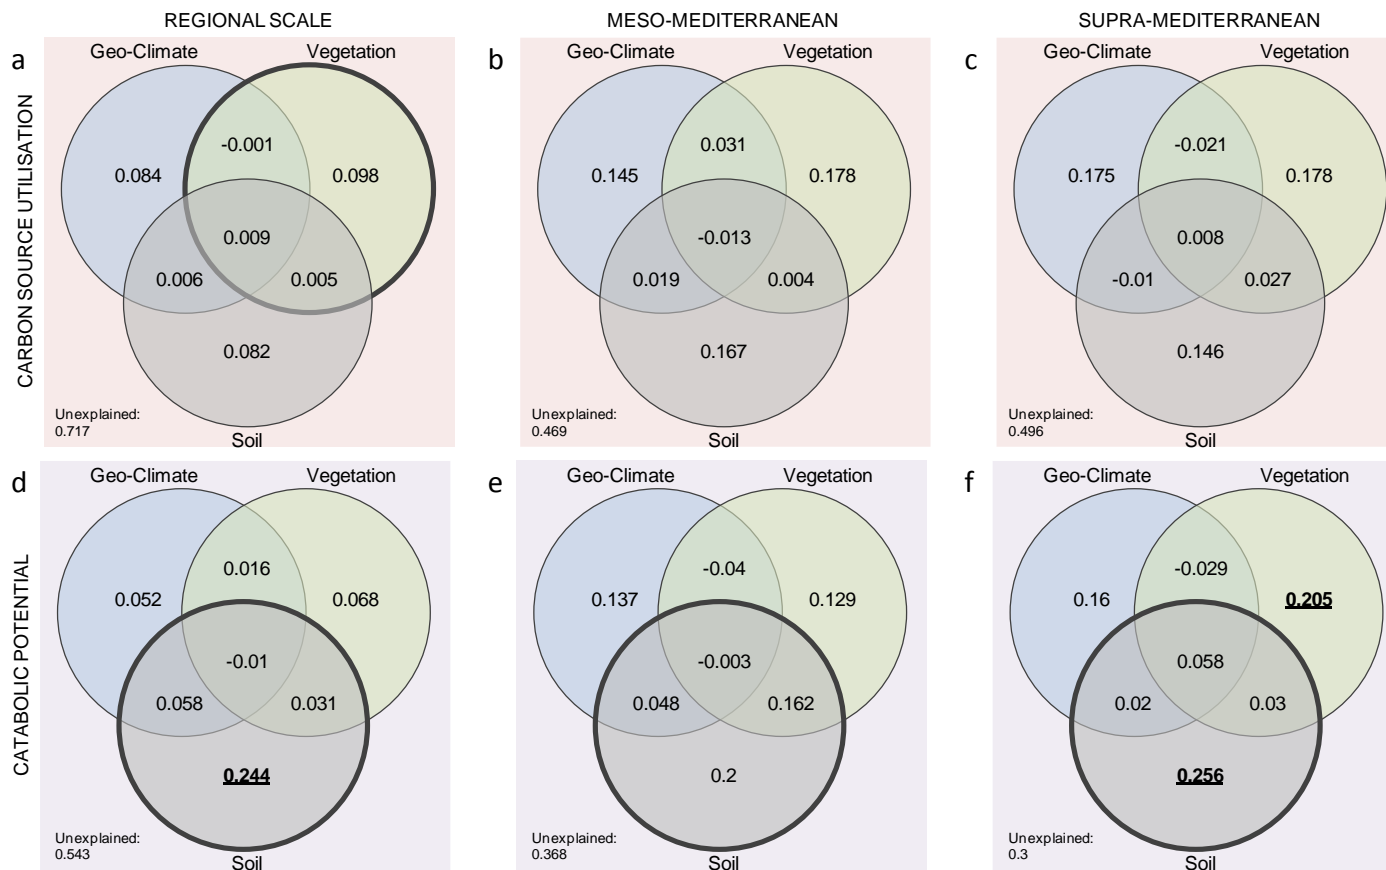 REGIONAL SCALE
MESO-MEDITERRANEAN
SUPRA-MEDITERRANEAN
CARBON SOURCE UTILISATION
a
Geo-Climate
Vegetation
-0.001
0.084
0.098
0.009
0.006
0.005
0.082
Unexplained:
0.717
Soil
b
Geo-Climate
Vegetation
0.031
0.145
0.178
-0.013
0.019
0.004
0.167
Unexplained:
0.469
Soil
c
Geo-Climate
Vegetation
-0.021
0.175
0.178
0.008
-0.01
0.027
0.146
Unexplained:
0.496
Soil
CATABOLIC POTENTIAL
d
Geo-Climate
Vegetation
0.016
0.052
0.068
-0.01
0.058
0.031
0.244
Unexplained:
0.543
Soil
e
Geo-Climate
Vegetation
-0.04
0.137
0.129
-0.003
0.048
0.162
0.2
Unexplained:
0.368
Soil
f
Geo-Climate
Vegetation
-0.029
0.16
0.205
0.058
0.02
0.03
0.256
Unexplained:
0.3
Soil